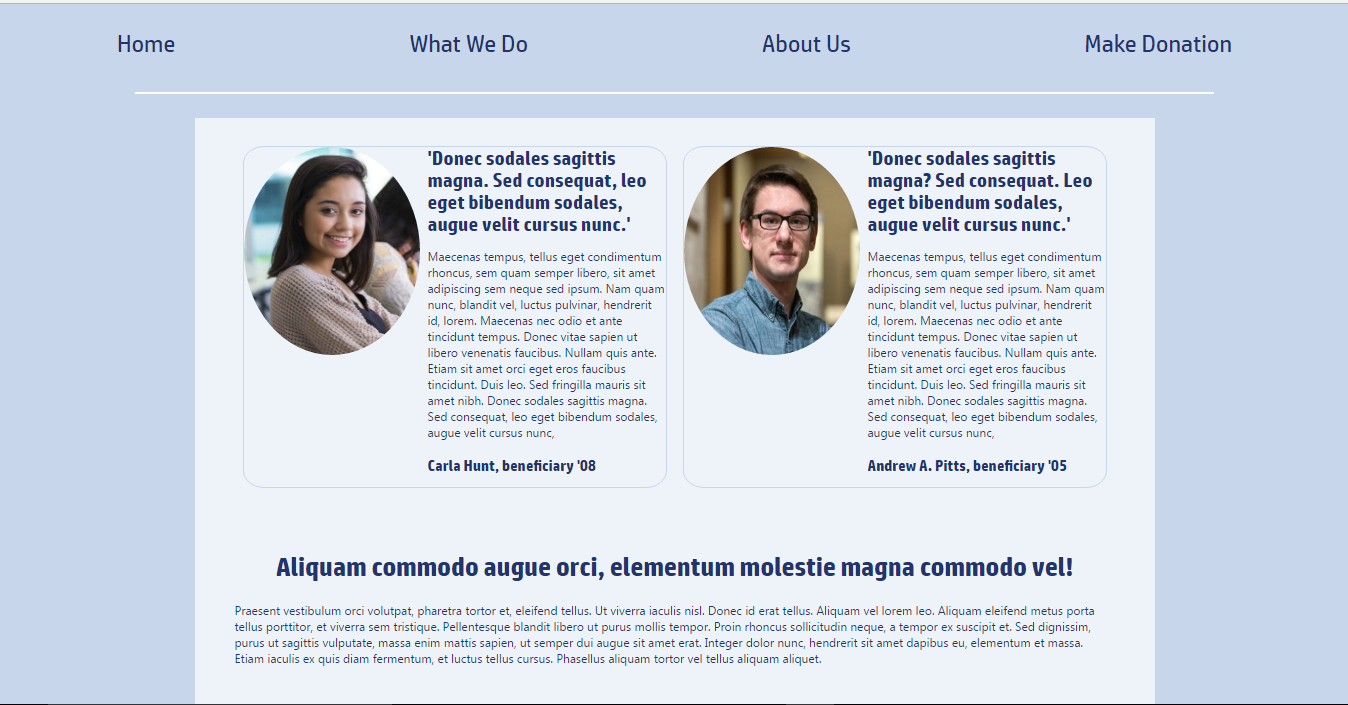 Home
What We Do
About Us
Make Donation
'Donec sodales sagittis
magna. Sed consequat, leo
eget bibendum sodales,
augue velit cursus nunc.'
Maecenas tempus, tellus eget condimentum
rhoncus, sem quam semper libero, sit amet
adipiscing sem neque sed ipsum. Nam quam
nunc, blandit vel, luctus pulvinar, hendrerit
id, lorem. Maecenas nec odio et ante
tincidunt tempus. Donec vitae sapien ut
libero venenatis faucibus. Nullam quis ante.
Etiam sit amet orci eget eros faucibus
tincidunt. Duis leo. Sed fringilla mauris sit
amet nibh. Donec sodales sagittis magna.
Sed consequat, leo eget bibendum sodales,
augue velit cursus nunc,
Carla Hunt, beneficiary '08
'Donec sodales sagittis
magna? Sed consequat. Leo
eget bibendum sodales,
augue velit cursus nunc.'
Maecenas tempus, tellus eget condimentum
rhoncus, sem quam semper libero, sit amet
adipiscing sem neque sed ipsum. Nam quam
nunc, blandit vel, luctus pulvinar, hendrerit
id, lorem. Maecenas nec odio et ante
tincidunt tempus. Donec vitae sapien ut
libero venenatis faucibus. Nullam quis ante.
Etiam sit amet orci eget eros faucibus
tincidunt. Duis leo. Sed fringilla mauris sit
amet nibh. Donec sodales sagittis magna.
Sed consequat, leo eget bibendum sodales,
augue velit cursus nunc,
Andrew A. Pitts, beneficiary '05
Aliquam commodo augue orci, elementum molestie magna commodo vel!
Praesent vestibulum orci volutpat, pharetra tortor et, eleifend tellus. Ut viverra iaculis nisl. Donec id erat tellus. Aliquam vel lorem leo. Aliquam eleifend metus porta
tellus porttitor, et viverra sem tristique. Pellentesque blandit libero ut purus mollis tempor. Proin rhoncus sollicitudin neque, a tempor ex suscipit et. Sed dignissim,
purus ut sagittis vulputate, massa enim mattis sapien, ut semper dui augue sit amet erat. Integer dolor nunc, hendrerit sit amet dapibus eu, elementum et massa.
Etiam iaculis ex quis diam fermentum, et luctus tellus cursus. Phasellus aliquam tortor vel tellus aliquam aliquet.